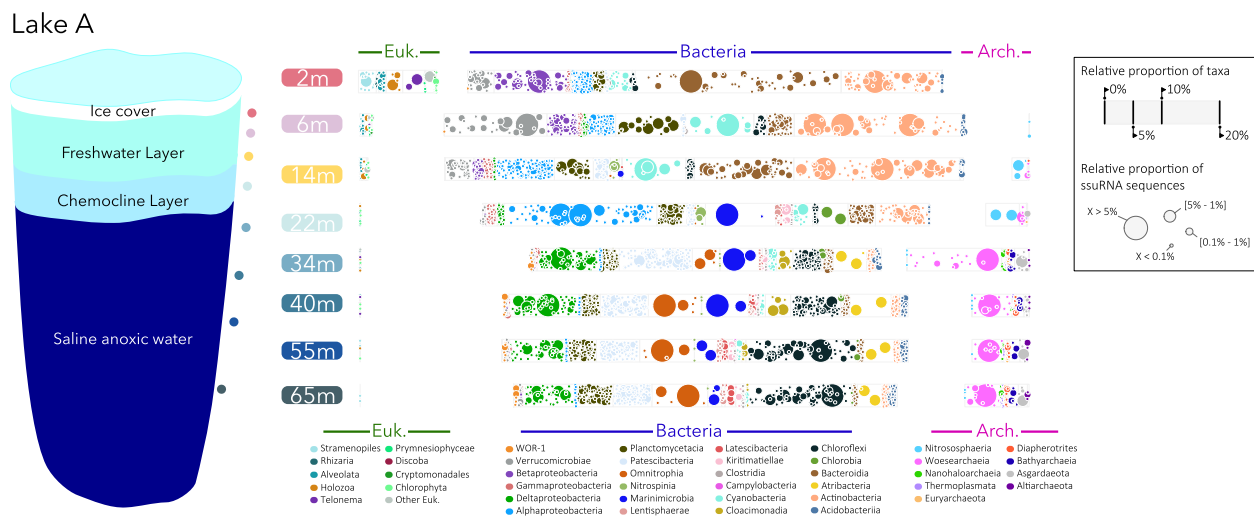 Lake A
Ice cover
Freshwater Layer
Chemocline Layer
Saline anoxic water
Euk.
Bacteria
Arch.
2m
6m
14m
22m
34m
40m
55m
65m
Relative proportion of taxa
0%
10%
5%
20%
Relative proportion of
ssuRNA sequences
X > 5%
[5% - 1%]
[0.1% - 1%]
X < 0.1%
Euk.
Stramenopiles
Rhizaria
Alveolata
Holozoa
Telonema
Prymnesiophyceae
Discoba
Cryptomonadales
Chlorophyta
Other Euk.
Bacteria
WOR-1
Verrucomicrobiae
Betaproteobacteria
Gammaproteobacteria
Deltaproteobacteria
Alphaproteobacteria
Planctomycetacia
Patescibacteria
Omnitrophia
Nitrospinia
Marinimicrobia
Lentisphaerae
Latescibacteria
Kiritimatiellae
Clostridia
Campylobacteria
Cyanobacteria
Cloacimonadia
Chloroflexi
Chlorobia
Bacteroidia
Atribacteria
Actinobacteria
Acidobacteriia
Arch.
Nitrososphaeria
Woesearchaeia
Nanohaloarchaeia
Thermoplasmata
Euryarchaeota
Diapherotrites
Bathyarchaeia
Asgardaeota
Altiarchaeota